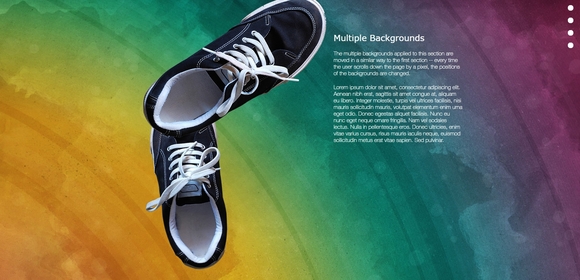 Multiple Backgrounds
The multiple backgrounds applied to this section are
moved in a similar way to the first section -- every time
the user scrolls down the page by a pixel, the positions
of the backgrounds are changed.
Lorem ipsum dolor sit amet, consectetur adipiscing elit.
Aenean nibh erat, sagittis sit amet congue at, aliquam
eu libero. Integer molestie, turpis vel ultrices facilisis, nisi
mauris sollicitudin mauris, volutpat elementum enim amet
eget odio. Donec egestas aliquet facilisis. Nunc eu
nunc eget neque ornare fringilla. Nam vel sodales
lectus. Nulla in pellentesque eros. Donec ultricies, enim
vitae varius cursus, risus mauris iaculis neque, euismod
sollicitudin metus erat vitae sapien. Sed pulvinar.